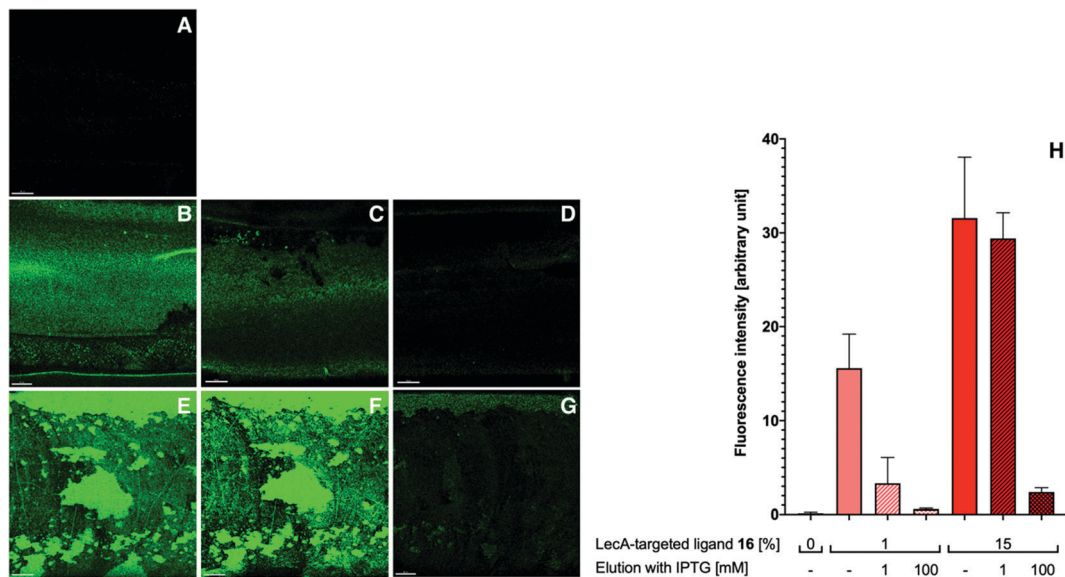 A
B
C
D
E
F
G
H
Fluorescence intensity [arbitrary unit]
40
30
20
10
0
LecA-targeted ligand 16 [%]
0
1
15
Elution with IPTG [mM]
- - 1 100 - 1 100